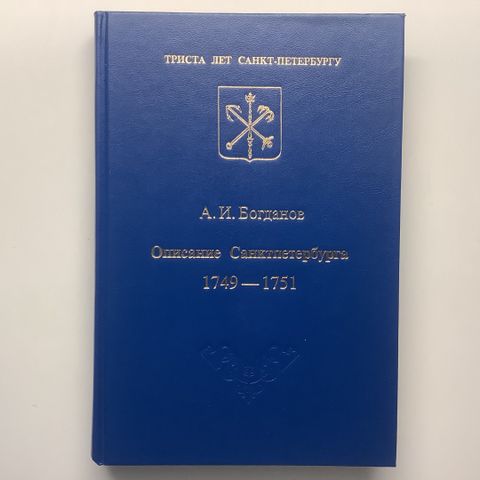 ТРИСТА ЛЕТ САНКТ-ПЕТЕРБУРГУ
А. И. Богданов
Описание Санктпетербурга
1749 — 1751